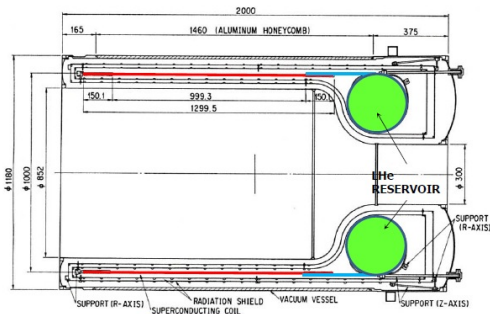 2000
165
1460 (ALUMINUM HONEYCOMB)
375
150.1
999.3
150.1
1299.5
ϕ1180
ϕ1000
ϕ852
ϕ300
LHe
RESERVOIR
SUPPORT
(R-AXIS)
SUPPORT (R-AXIS)
RADIATION SHIELD
SUPERCONDUCTING COIL
VACUUM VESSEL
SUPPORT (Z-AXIS)